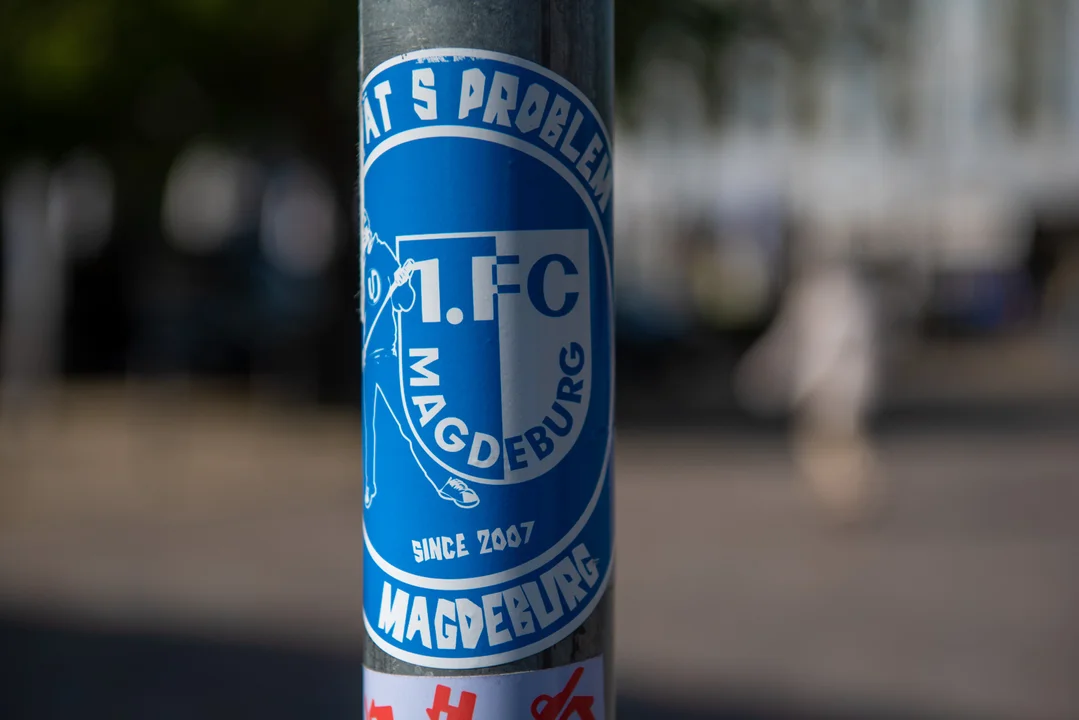 AT S PROBLEM
1.FC
MAGDEBURG
SINCE 2007
MAGDEBURG